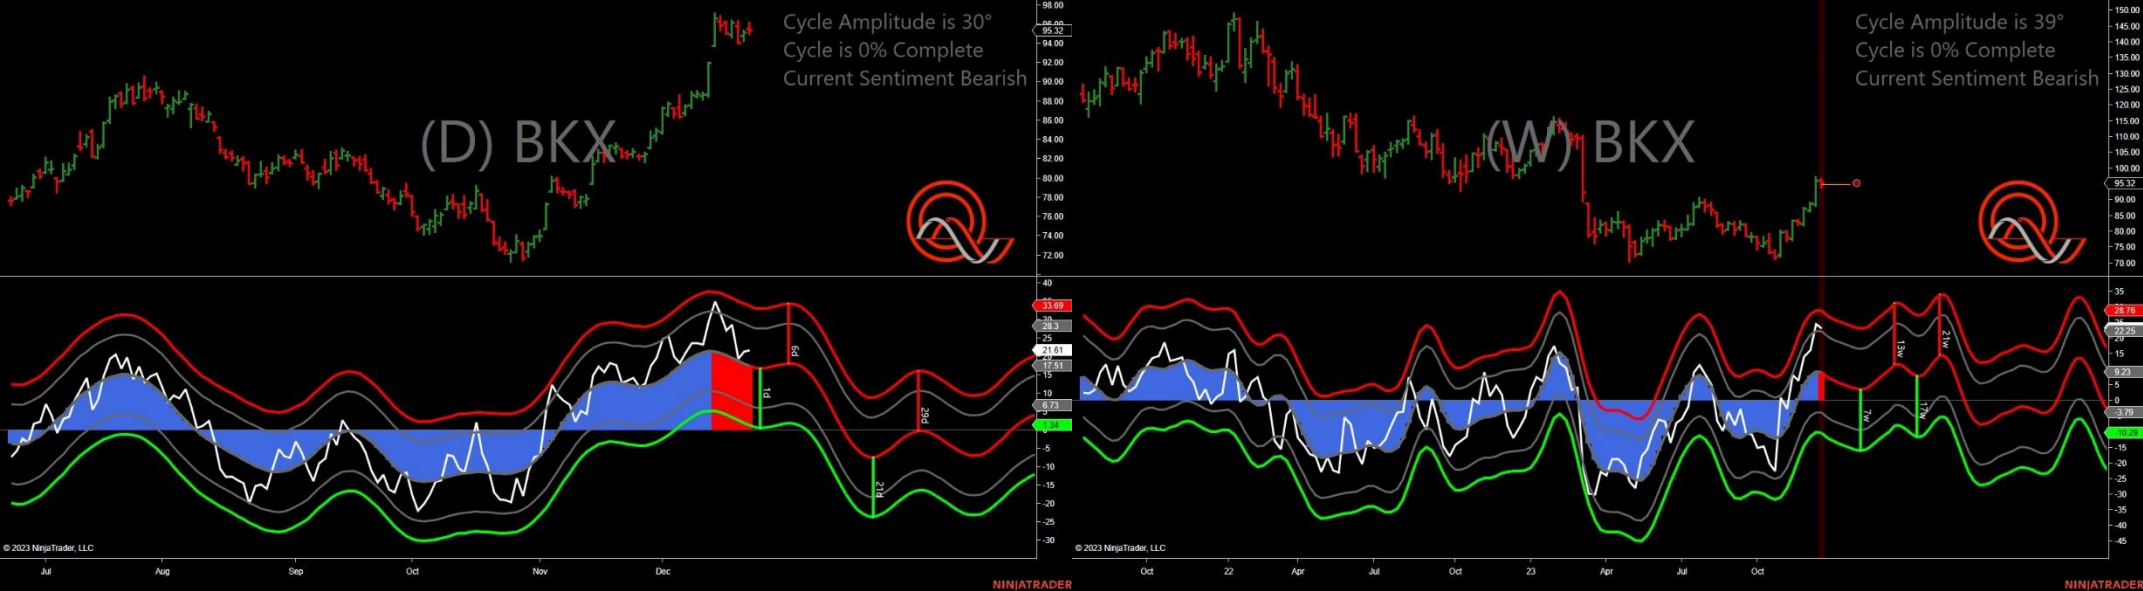 Cycle Amplitude is 30°
Cycle is 0% Complete
Current Sentiment Bearish
(D) BKX
98.00
96.00
95.32
94.00
92.00
90.00
88.00
86.00
84.00
82.00
80.00
78.00
76.00
74.00
72.00
40
33.69
28.3
25
21.61
17.51
15
10
6.73
1.34
-5
-10
-15
-20
-25
-30
1d
6d
21d
29d
© 2023 NinjaTrader, LLC
Jul
Aug
Sep
Oct
Nov
Dec
NINJATRADER
Cycle Amplitude is 39°
Cycle is 0% Complete
Current Sentiment Bearish
(W) BKX
150.00
145.00
140.00
135.00
130.00
125.00
120.00
115.00
110.00
105.00
100.00
95.32
90.00
85.00
80.00
75.00
70.00
35
28.76
22.25
20
15
9.23
5
0
-3.79
-10.29
-15
-20
-25
-30
-35
-40
-45
7w
13w
17w
21w
© 2023 NinjaTrader, LLC
Oct
22
Apr
Jul
Oct
23
Apr
Jul
Oct
NINJATRADER